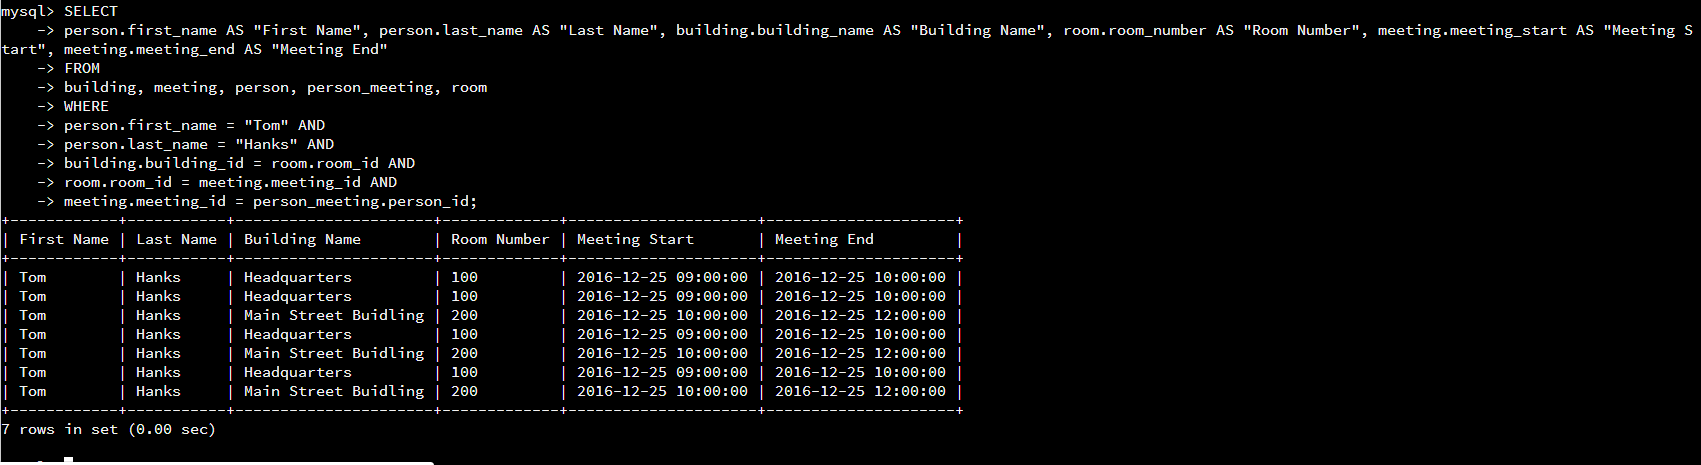 mysql> SELECT
    -> person.first_name AS "First Name", person.last_name AS "Last Name", building.building_name AS "Building Name", room.room_number AS "Room Number", meeting.meeting_start AS "Meeting S
tart", meeting.meeting_end AS "Meeting End"
    -> FROM
    -> building, meeting, person, person_meeting, room
    -> WHERE
    -> person.first_name = "Tom" AND
    -> person.last_name = "Hanks" AND
    -> building.building_id = room.room_id AND
    -> room.room_id = meeting.meeting_id AND
    -> meeting.meeting_id = person_meeting.person_id;
+------------+-----------+----------------------+-------------+---------------------+---------------------+
| First Name | Last Name | Building Name        | Room Number | Meeting Start       | Meeting End         |
+------------+-----------+----------------------+-------------+---------------------+---------------------+
| Tom        | Hanks     | Headquarters         | 100         | 2016-12-25 09:00:00 | 2016-12-25 10:00:00 |
| Tom        | Hanks     | Headquarters         | 100         | 2016-12-25 09:00:00 | 2016-12-25 10:00:00 |
| Tom        | Hanks     | Main Street Buidling | 200         | 2016-12-25 10:00:00 | 2016-12-25 12:00:00 |
| Tom        | Hanks     | Headquarters         | 100         | 2016-12-25 09:00:00 | 2016-12-25 10:00:00 |
| Tom        | Hanks     | Main Street Buidling | 200         | 2016-12-25 10:00:00 | 2016-12-25 12:00:00 |
| Tom        | Hanks     | Headquarters         | 100         | 2016-12-25 09:00:00 | 2016-12-25 10:00:00 |
| Tom        | Hanks     | Main Street Buidling | 200         | 2016-12-25 10:00:00 | 2016-12-25 12:00:00 |
+------------+-----------+----------------------+-------------+---------------------+---------------------+
7 rows in set (0.00 sec)